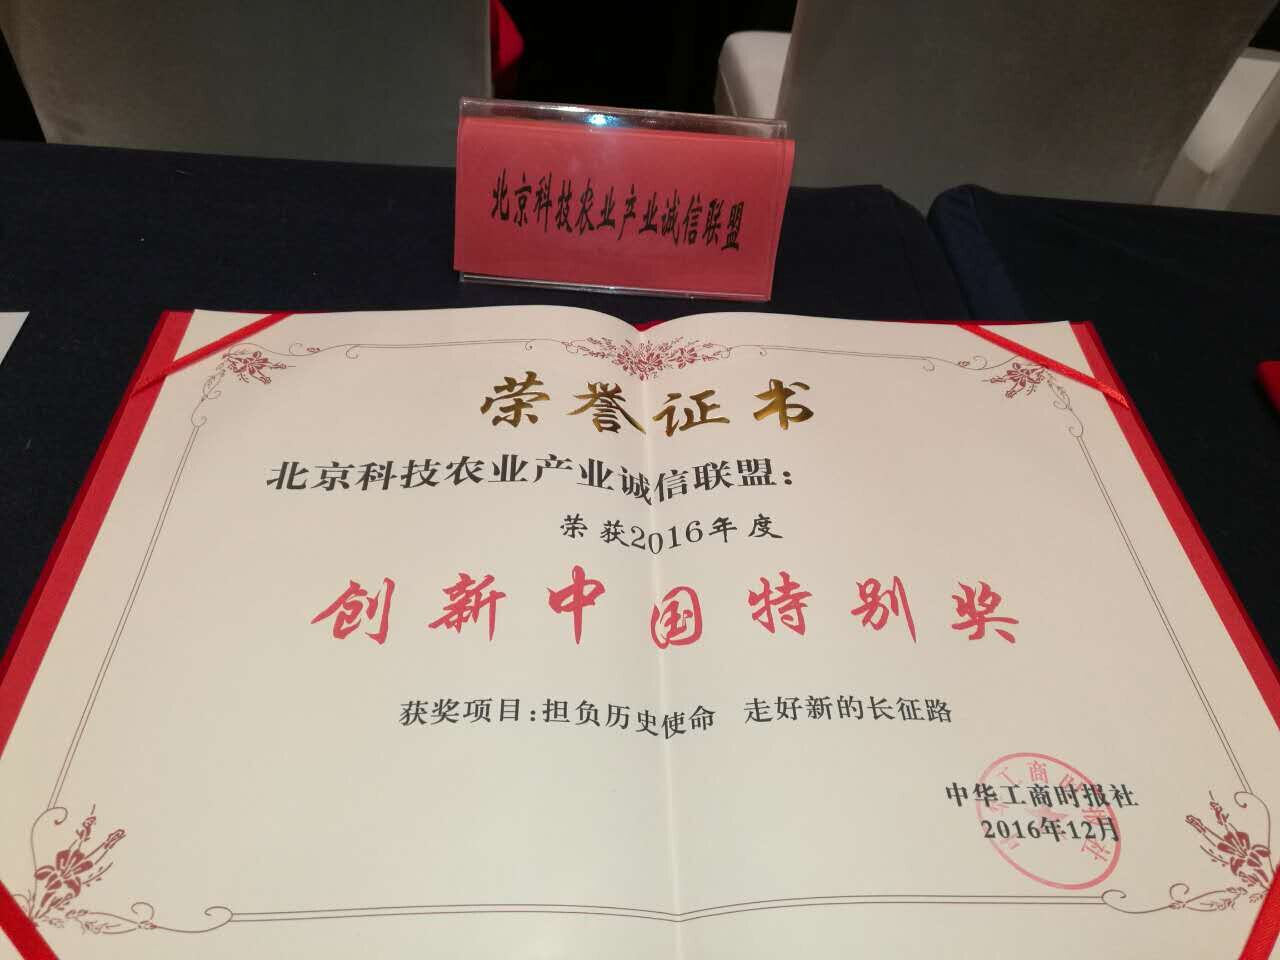 北京科技农业产业诚信联盟
荣誉证书
北京科技农业产业诚信联盟：
荣获2016年度
创新中国特别奖
获奖项目：担负历史使命 走好新的长征路
中华工商时报社
2016年12月